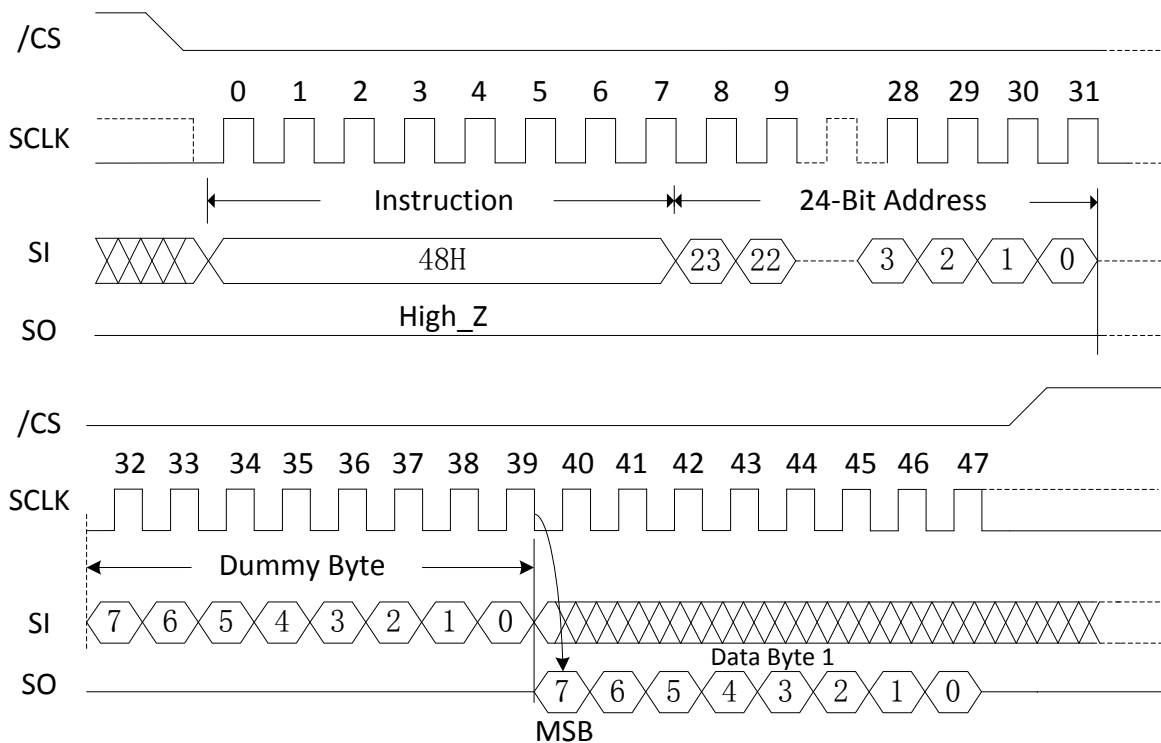 /CS
0 1 2 3 4 5 6 7 8 9 28 29 30 31
SCLK
Instruction 24-Bit Address
SI 48H 23 22 3 2 1 0
High_Z
SO
/CS
32 33 34 35 36 37 38 39 40 41 42 43 44 45 46 47
SCLK
Dummy Byte
SI 7 6 5 4 3 2 1 0
Data Byte 1
SO 7 6 5 4 3 2 1 0
MSB